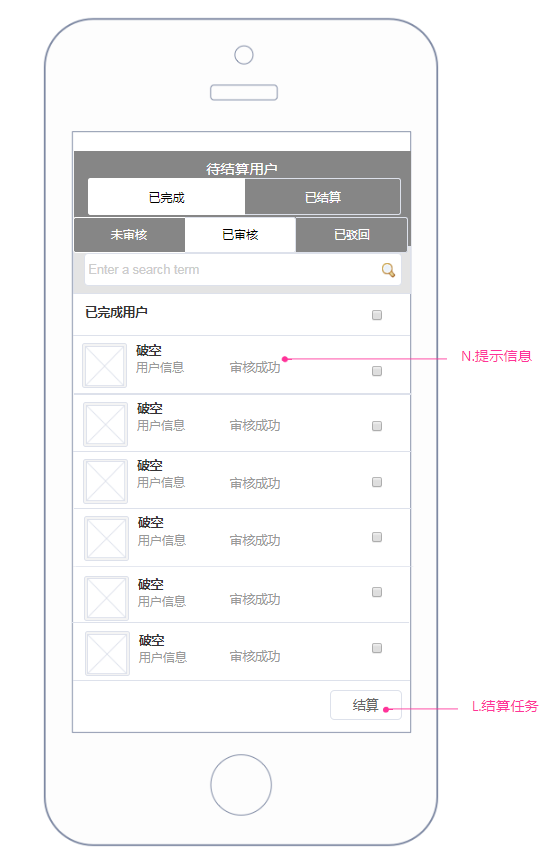 待结算用户
已完成 已结算
未审核 已审核 已驳回
Enter a search term
已完成用户
破空
用户信息 审核成功
N.提示信息
破空
用户信息 审核成功
破空
用户信息 审核成功
破空
用户信息 审核成功
破空
用户信息 审核成功
破空
用户信息 审核成功
结算
L.结算任务